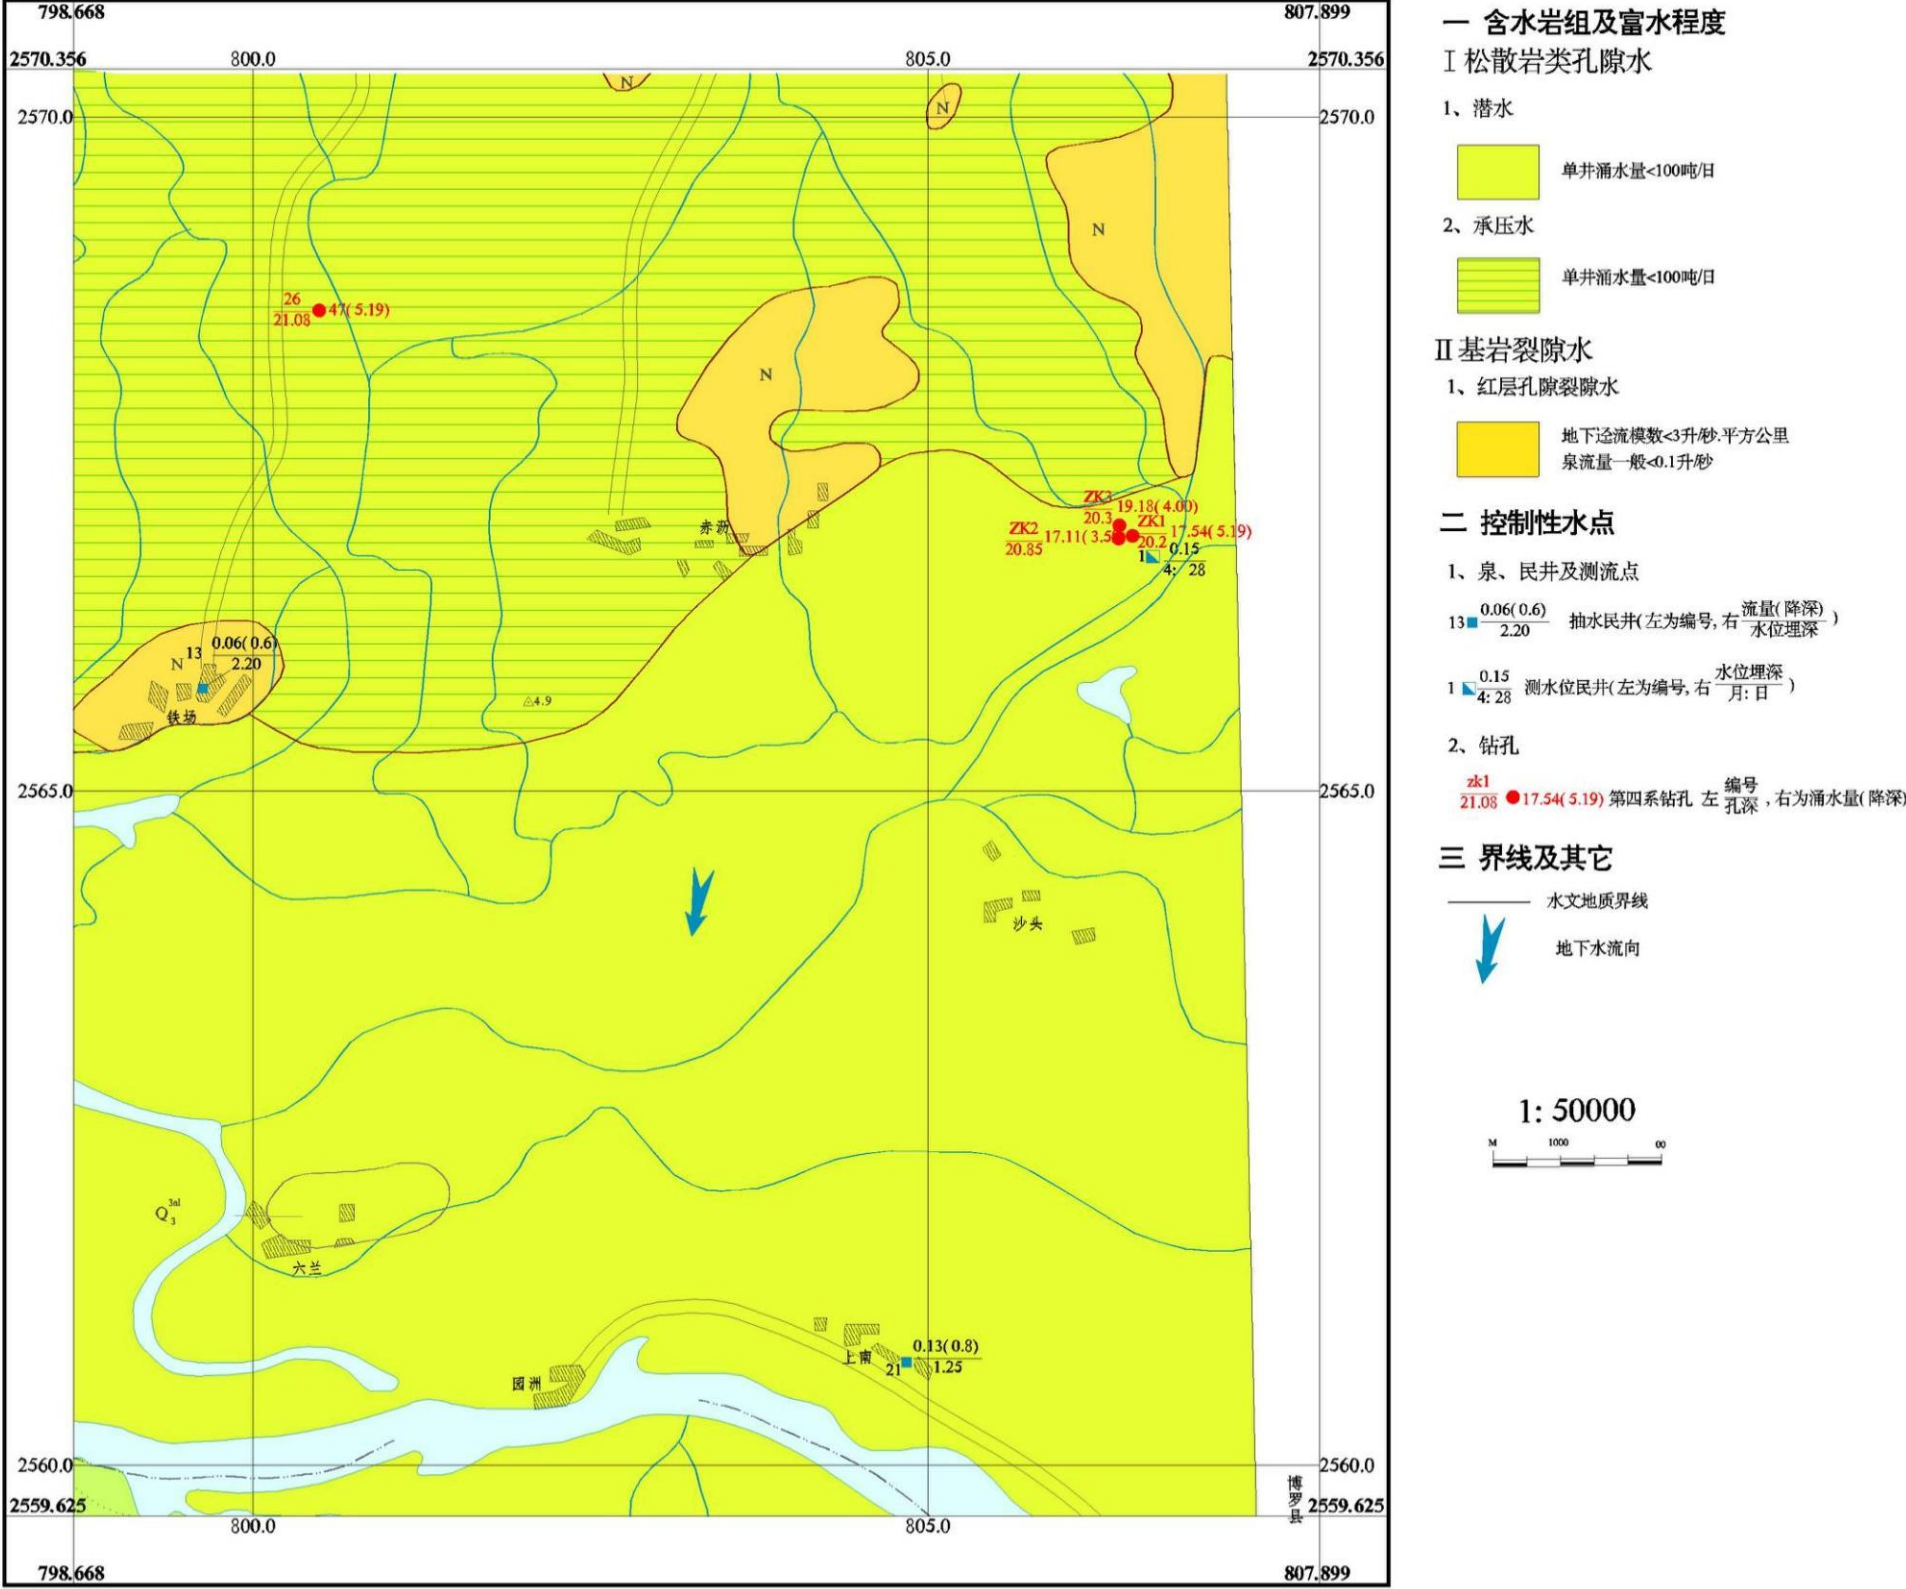 798.668
807.899
2570.356
800.0
805.0
2570.356
2570.0
2570.0
N
N
N
N
26
21.08
47(5.19)
赤沥
ZK3
20.3
19.18(4.00)
ZK2
20.85
17.11(3.5
ZK1
20.2
17.54(5.19)
1
0.15
4: 28
N
13
0.06(0.6)
2.20
铁场
4.9
2565.0
2565.0
沙头
Q 3al 3
六兰
园洲
上南
21
0.13(0.8)
1.25
2560.0
2560.0
博罗县
2559.625
2559.625
800.0
805.0
798.668
807.899
一 含水岩组及富水程度
Ⅰ 松散岩类孔隙水
1、潜水
单井涌水量<100吨/日
2、承压水
单井涌水量<100吨/日
Ⅱ 基岩裂隙水
1、红层孔隙裂隙水
地下迳流模数<3升/秒.平方公里
泉流量一般<0.1升/秒
二 控制性水点
1、泉、民井及测流点
13 0.06(0.6) 2.20 抽水民井(左为编号,右 流量(降深) 水位埋深 )
1 0.15 4: 28 测水位民井(左为编号,右 水位埋深 月: 日 )
2、钻孔
zk1 21.08 17.54(5.19) 第四系钻孔 左 编号 孔深 ,右为涌水量(降深)
三 界线及其它
水文地质界线
地下水流向
1: 50000
M 1000 00